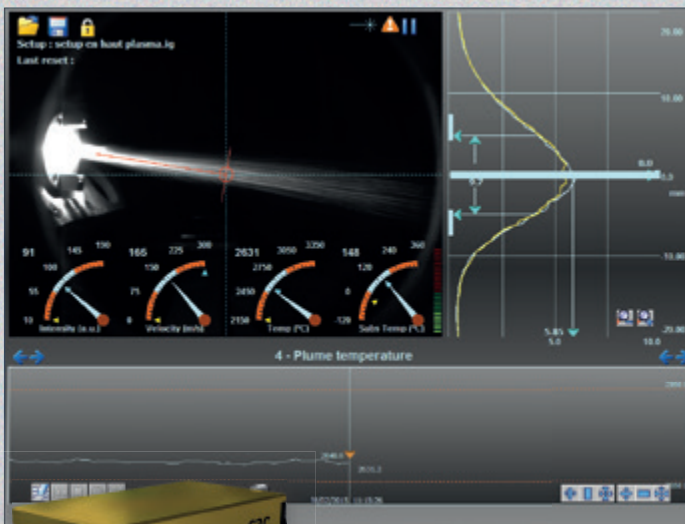 Setup : setup en haut plasma.ig
Last reset :
20.00
10.00
0.0
0.0
mm
-10.00
-20.00
5.85
5.0 10.0
91 145 190
100
55
10
Intensity (a.u.)
165 225 300
150
75
0
Velocity (m/s)
2631 3050 3350
2750
2450
2150
Temp (ºC)
148 240 360
120
0
-120
Subs Temp (ºC)
4 - Plume temperature